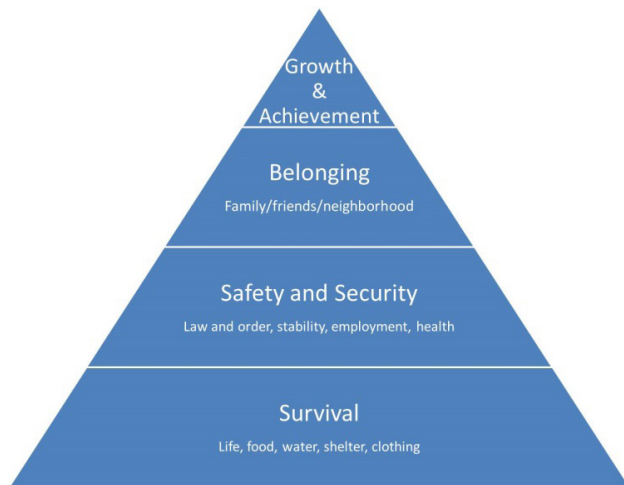 Growth
&
Achievement
Belonging
Family/friends/neighborhood
Safety and Security
Law and order, stability, employment, health
Survival
Life, food, water, shelter, clothing